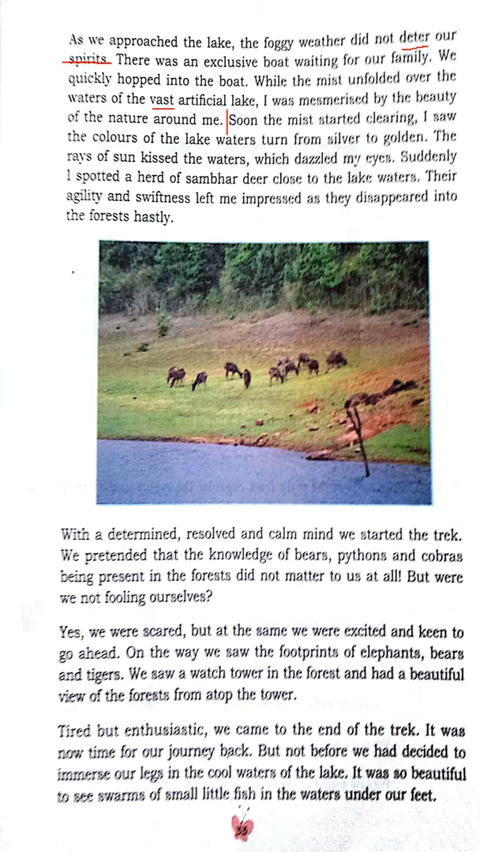 As we approached the lake, the foggy weather did not deter our
spirits. There was an exclusive boat waiting for our family. We
quickly hopped into the boat. While the mist unfolded over the
waters of the vast artificial lake, I was mesmerised by the beauty
of the nature around me. Soon the mist started clearing, I saw
the colours of the lake waters turn from silver to golden. The
rays of sun kissed the waters, which dazzled my eyes. Suddenly
I spotted a herd of sambhar deer close to the lake waters. Their
agility and swiftness left me impressed as they disappeared into
the forests hastly.
With a determined, resolved and calm mind we started the trek.
We pretended that the knowledge of bears, pythons and cobras
being present in the forests did not matter to us at all! But were
we not fooling ourselves?
Yes, we were scared, but at the same we were excited and keen to
go ahead. On the way we saw the footprints of elephants, bears
and tigers. We saw a watch tower in the forest and had a beautiful
view of the forests from atop the tower.
Tired but enthusiastic, we came to the end of the trek. It was
now time for our journey back. But not before we had decided to
immerse our legs in the cool waters of the lake. It was so beautiful
to see swarms of small little fish in the waters under our feet.